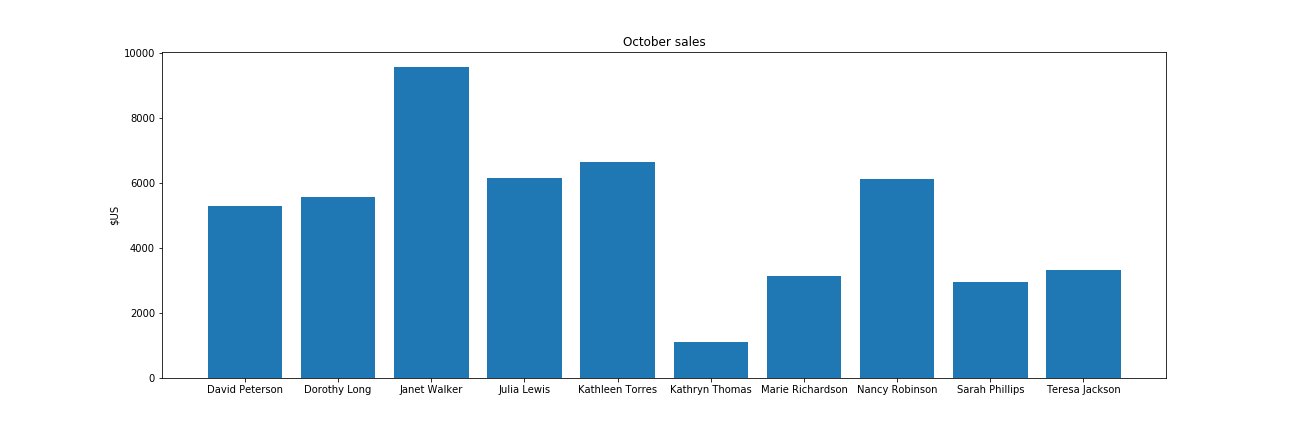 October sales
10000
8000
6000
4000
2000
0
$US
David Peterson Dorothy Long Janet Walker Julia Lewis Kathleen Torres Kathryn Thomas Marie Richardson Nancy Robinson Sarah Phillips Teresa Jackson